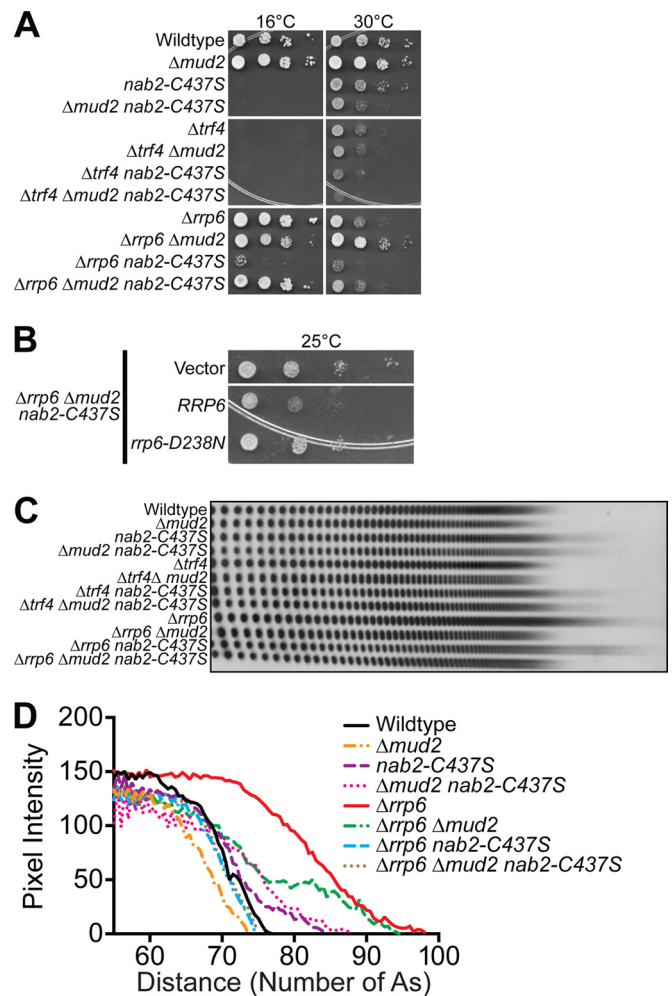 A
16°C 30°C
Wildtype
Δmud2
nab2-C437S
Δmud2 nab2-C437S
Δtrf4
Δtrf4 Δmud2
Δtrf4 nab2-C437S
Δtrf4 Δmud2 nab2-C437S
Δrrp6
Δrrp6 Δmud2
Δrrp6 nab2-C437S
Δrrp6 Δmud2 nab2-C437S
B
25°C
Δrrp6 Δmud2
nab2-C437S
Vector
RRP6
rrp6-D238N
C
Wildtype
Δmud2
nab2-C437S
Δmud2 nab2-C437S
Δtrf4
Δtrf4Δ mud2
Δtrf4 nab2-C437S
Δtrf4 Δmud2 nab2-C437S
Δrrp6
Δrrp6 Δmud2
Δrrp6 nab2-C437S
Δrrp6 Δmud2 nab2-C437S
D
Pixel Intensity
200
150
100
50
0
60 70 80 90 100
Distance (Number of As)
Wildtype
Δmud2
nab2-C437S
Δmud2 nab2-C437S
Δrrp6
Δrrp6 Δmud2
Δrrp6 nab2-C437S
Δrrp6 Δmud2 nab2-C437S